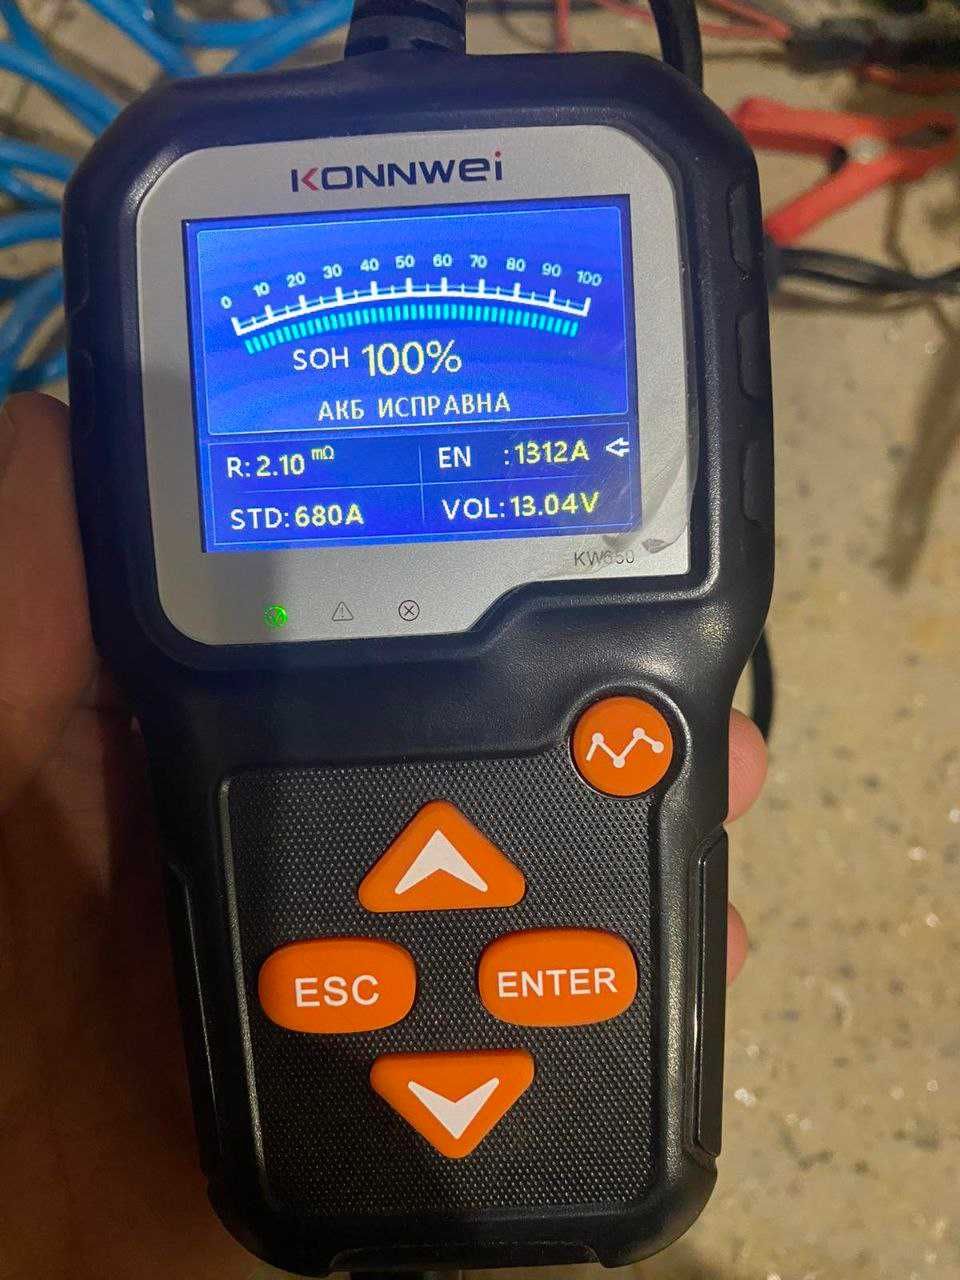 KONNWEI
0 10 20 30 40 50 60 70 80 90 100
SOH 100%
АКБ ИСПРАВНА
R: 2.10 mΩ
EN : 1312A
STD: 680A
VOL: 13.04V
KW650
ESC
ENTER